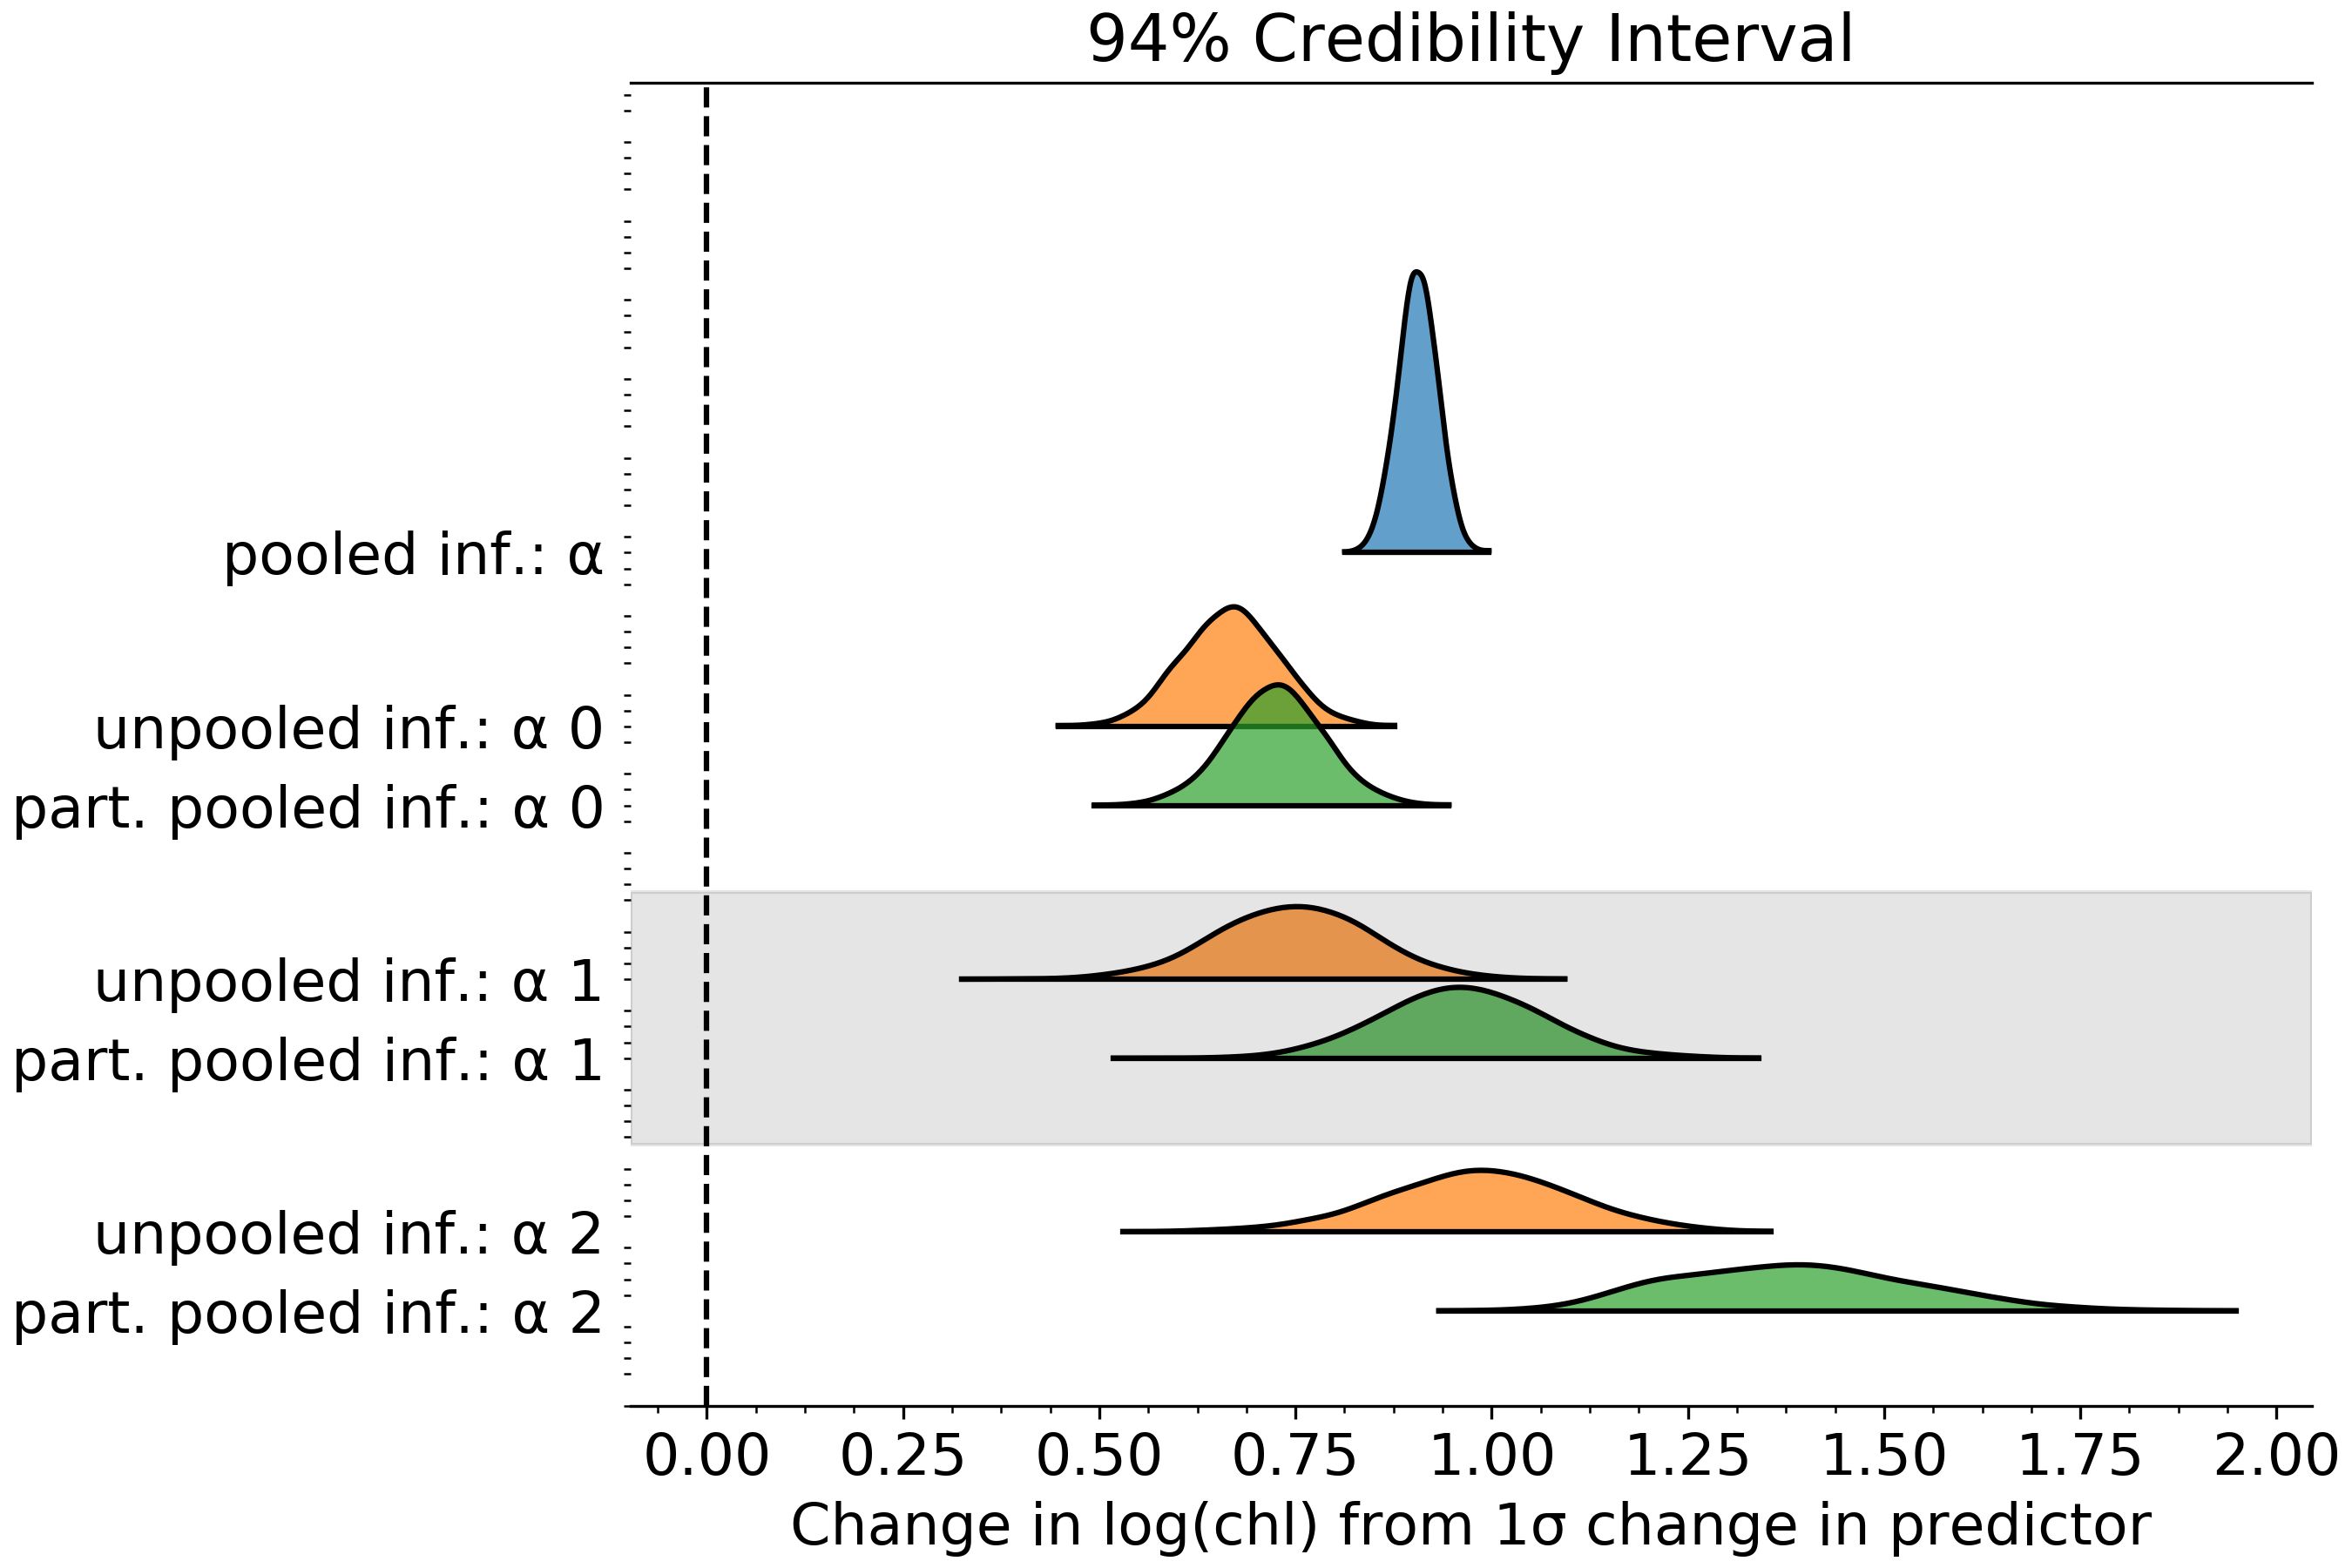 94% Credibility Interval
pooled inf.: α
unpooled inf.: α 0
part. pooled inf.: α 0
unpooled inf.: α 1
part. pooled inf.: α 1
unpooled inf.: α 2
part. pooled inf.: α 2
0.00 0.25 0.50 0.75 1.00 1.25 1.50 1.75 2.00
Change in log(chl) from 1σ change in predictor